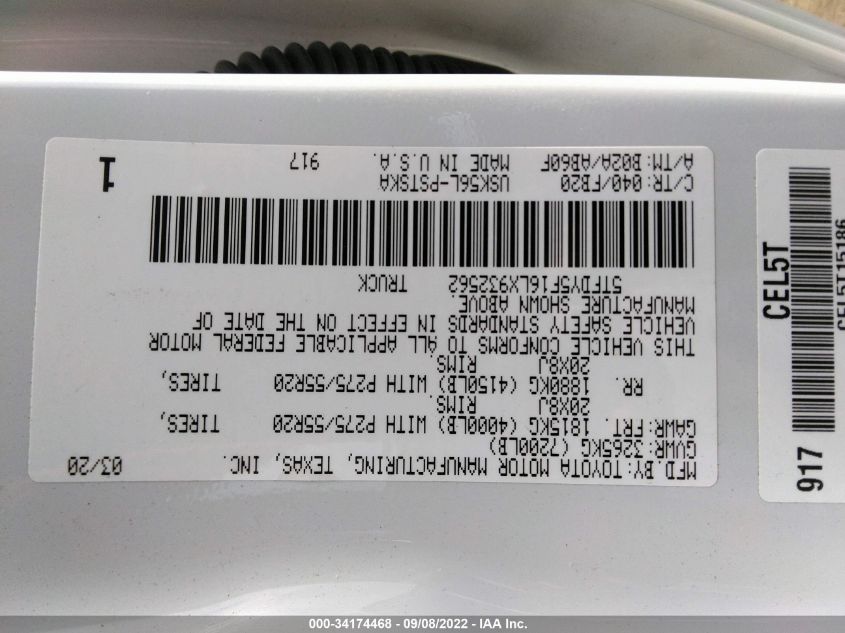 MFD.BY:TOYOTA MOTOR MANUFACTURING, TEXAS, INC. 03/20
GVWR:3265KG (7200LB)
GAWR:FRT. 1815KG (4000LB) WITH P275/55R20 TIRES,
20X8J RIMS
RR. 1880KG (4150LB) WITH P275/55R20 TIRES,
20X8J RIMS
THIS VEHICLE CONFORMS TO ALL APPLICABLE FEDERAL MOTOR
VEHICLE SAFETY STANDARDS IN EFFECT ON THE DATE OF
MANUFACTURE SHOWN ABOVE.
5TFDY5F16LX932562 TRUCK
C/TR:040/FB20 USK56L-PSTSKA
A/TM:B02A/AB60F MADE IN U.S.A. 917
1
CEL5T
917
CEL5T15186
000-34174468 - 09/08/2022 - IAA Inc.